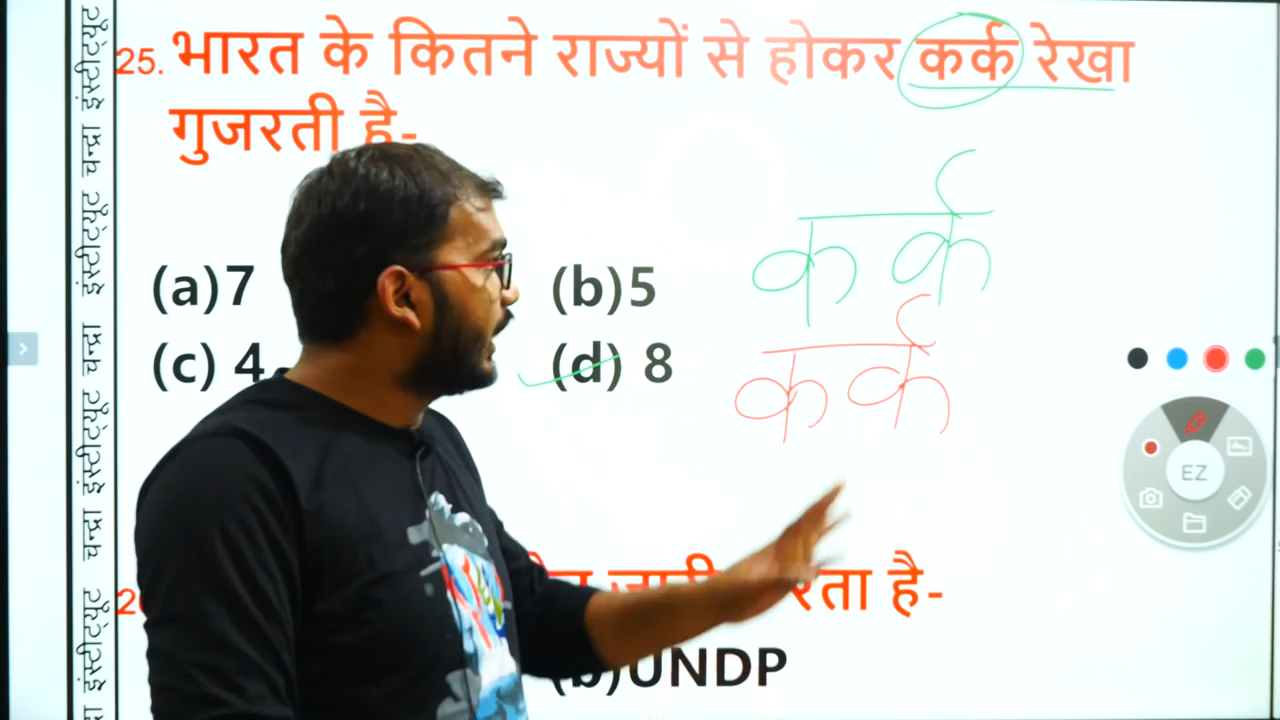 25. भारत के कितने राज्यों से होकर कर्क रेखा
गुजरती है-
(a)7 (b)5
(c) 4 (d) 8
कर्क
कर्क
रता है-
(b)UNDP
EZ
चन्द्रा इंस्टीट्यूट चन्द्रा इंस्टीट्यूट चन्द्रा इंस्टीट्यूट